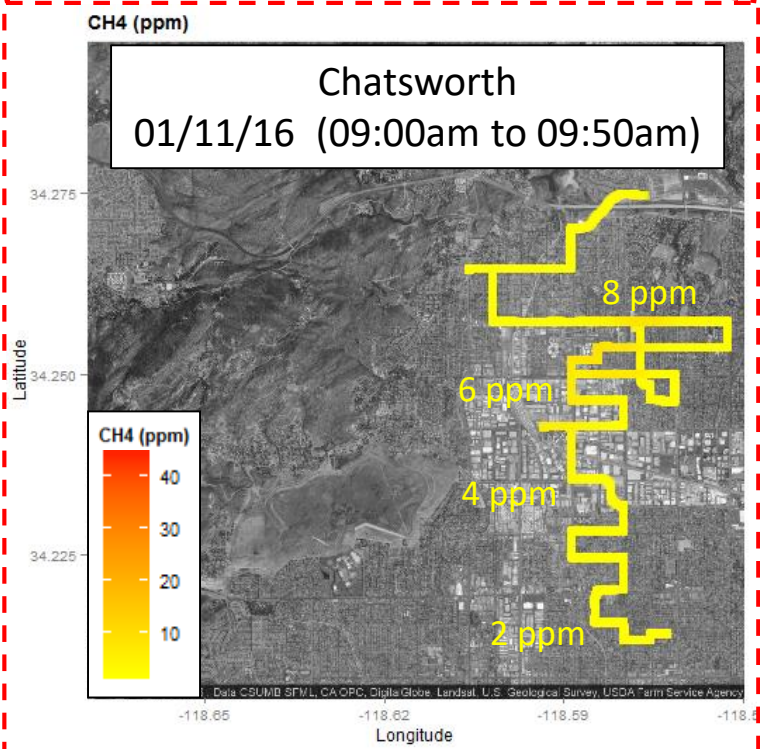 CH4 (ppm)
Chatsworth
01/11/16 (09:00am to 09:50am)
34.275
8 ppm
Latitude
34.250
6 ppm
CH4 (ppm)
40
4 ppm
30
34.225
20
10
2 ppm
Data CSUMB SFML, CA OPC, DigitalGlobe, Landsat, U.S. Geological Survey, USDA Farm Service Agency
-118.65
-118.62
-118.59
-118.5
Longitude